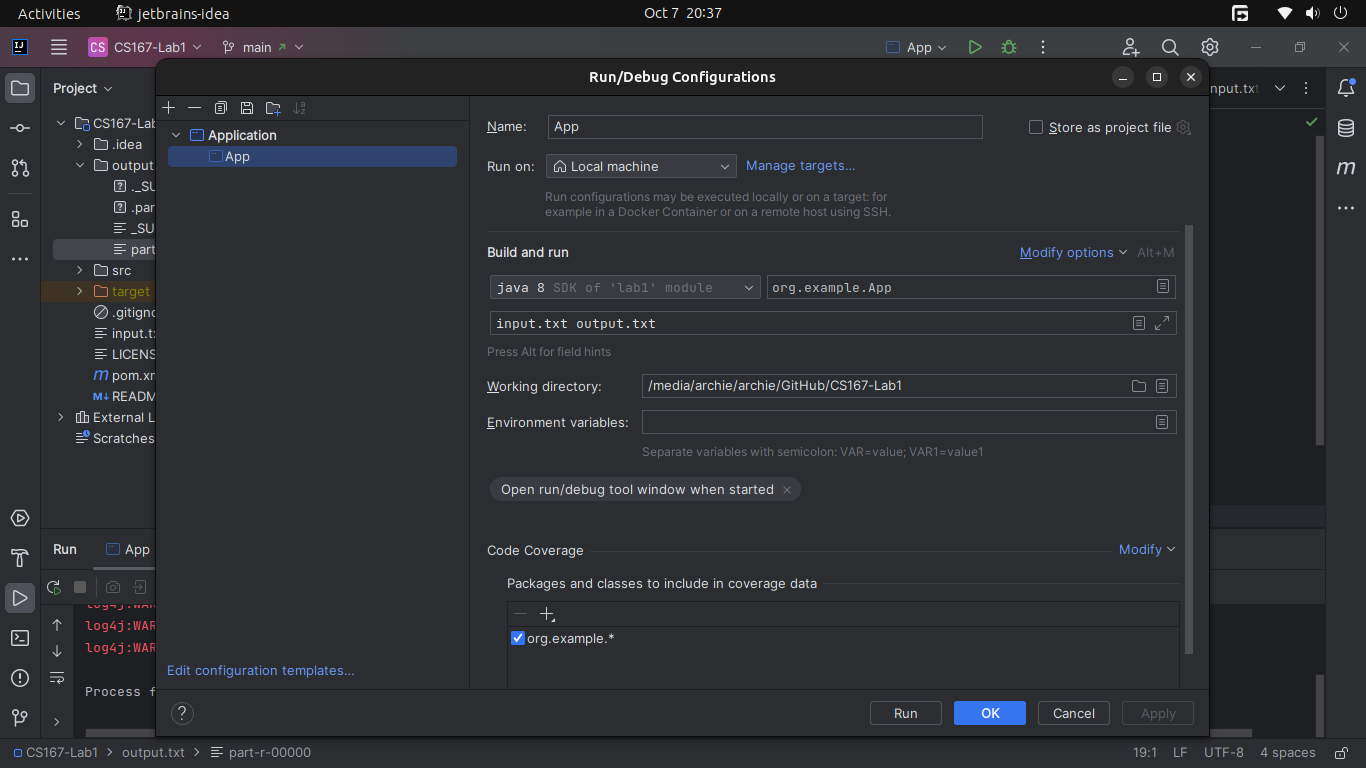 Activities
jetbrains-idea
Oct 7 20:37
CS
CS167-Lab1
main
App
Run/Debug Configurations
Project
nput.txt
CS167-Lab
.idea
output
._SU
.par
_SU
part
src
target
.gitigno
input.t
LICENS
pom.xm
READM
External L
Scratches
Application
App
Edit configuration templates...
Name:
App
Store as project file
Run on:
Local machine
Manage targets...
Run configurations may be executed locally or on a target: for
example in a Docker Container or on a remote host using SSH.
Build and run
Modify options
Alt+M
java 8 SDK of 'lab1' module
org.example.App
input.txt output.txt
Press Alt for field hints
Working directory:
/media/archie/archie/GitHub/CS167-Lab1
Environment variables:
Separate variables with semicolon: VAR=value; VAR1=value1
Open run/debug tool window when started
Code Coverage
Modify
Packages and classes to include in coverage data
org.example.*
Run
OK
Cancel
Apply
Run
App
log4j:WAR
log4j:WAR
log4j:WAR
Process f
CS167-Lab1
output.txt
part-r-00000
19:1
LF
UTF-8
4 spaces